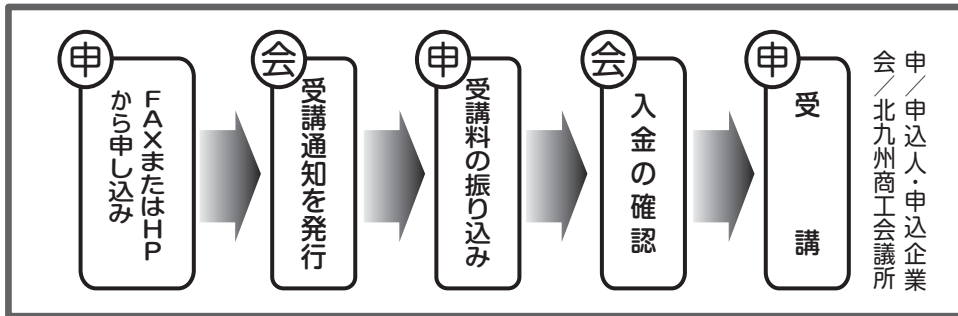 申
FAXまたはHP
から申し込み
会
受講通知を発行
申
受講料の振り込み
会
入金の確認
申
受講
申/申込人・申込企業
会/北九州商工会議所